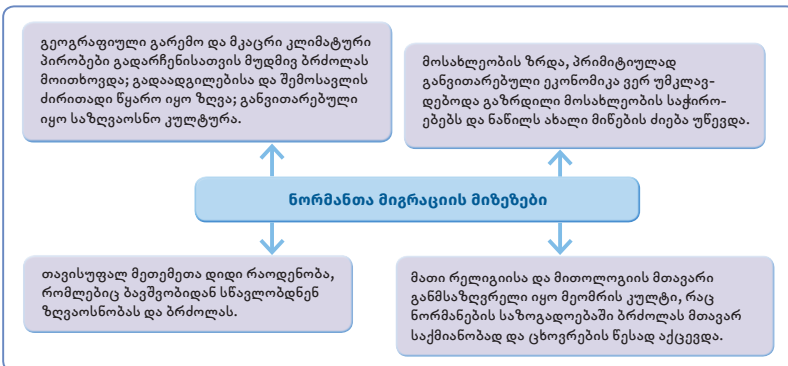 გეოგრაფიული გარემო და მკაცრი კლიმატური
პირობები გადარჩენისათვის მუდმივ ბრძოლას
მოითხოვდა; გადაადგილებისა და შემოსავლის
ძირითადი წყარო იყო ზღვა; განვითარებული
იყო საზღვაოსნო კულტურა.
მოსახლეობის ზრდა, პრიმიტიულად
განვითარებული ეკონომიკა ვერ უმკლავ-
დებოდა გაზრდილი მოსახლეობის საჭირო-
ებებს და ნაწილს ახალი მიწების ძიება უწევდა.
ნორმანთა მიგრაციის მიზეზები
თავისუფალ მეთემეთა დიდი რაოდენობა,
რომლებიც ბავშვობიდან სწავლობდნენ
ზღვაოსნობას და ბრძოლას.
მათი რელიგიისა და მითოლოგიის მთავარი
განმსაზღვრელი იყო მეომრის კულტი, რაც
ნორმანების საზოგადოებაში ბრძოლას მთავარ
საქმიანობად და ცხოვრების წესად აქცევდა.